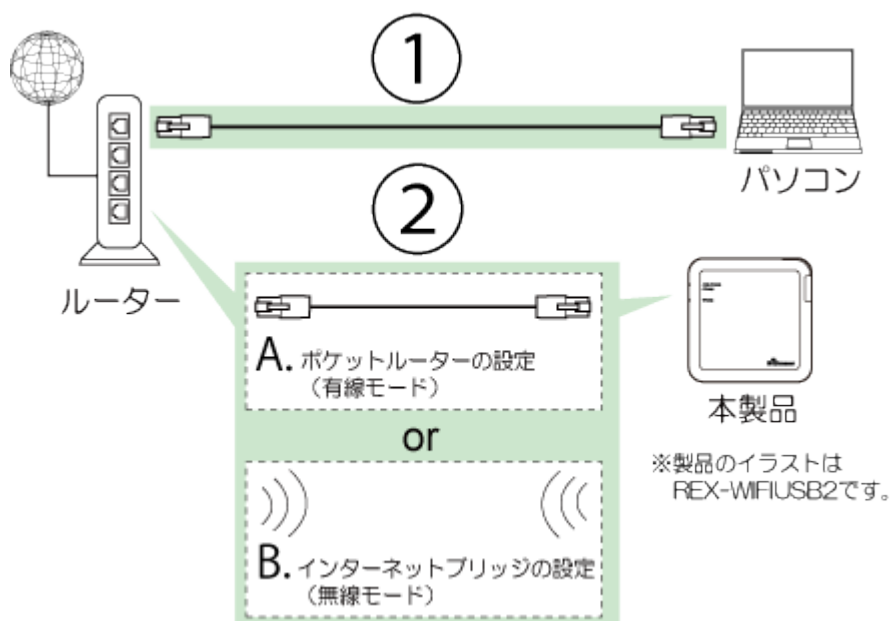 ①
パソコン
②
ルーター
A. ポケットルーターの設定
（有線モード）
or
B. インターネットブリッジの設定
（無線モード）
本製品
※製品のイラストは
REX-WIFIUSB2です。